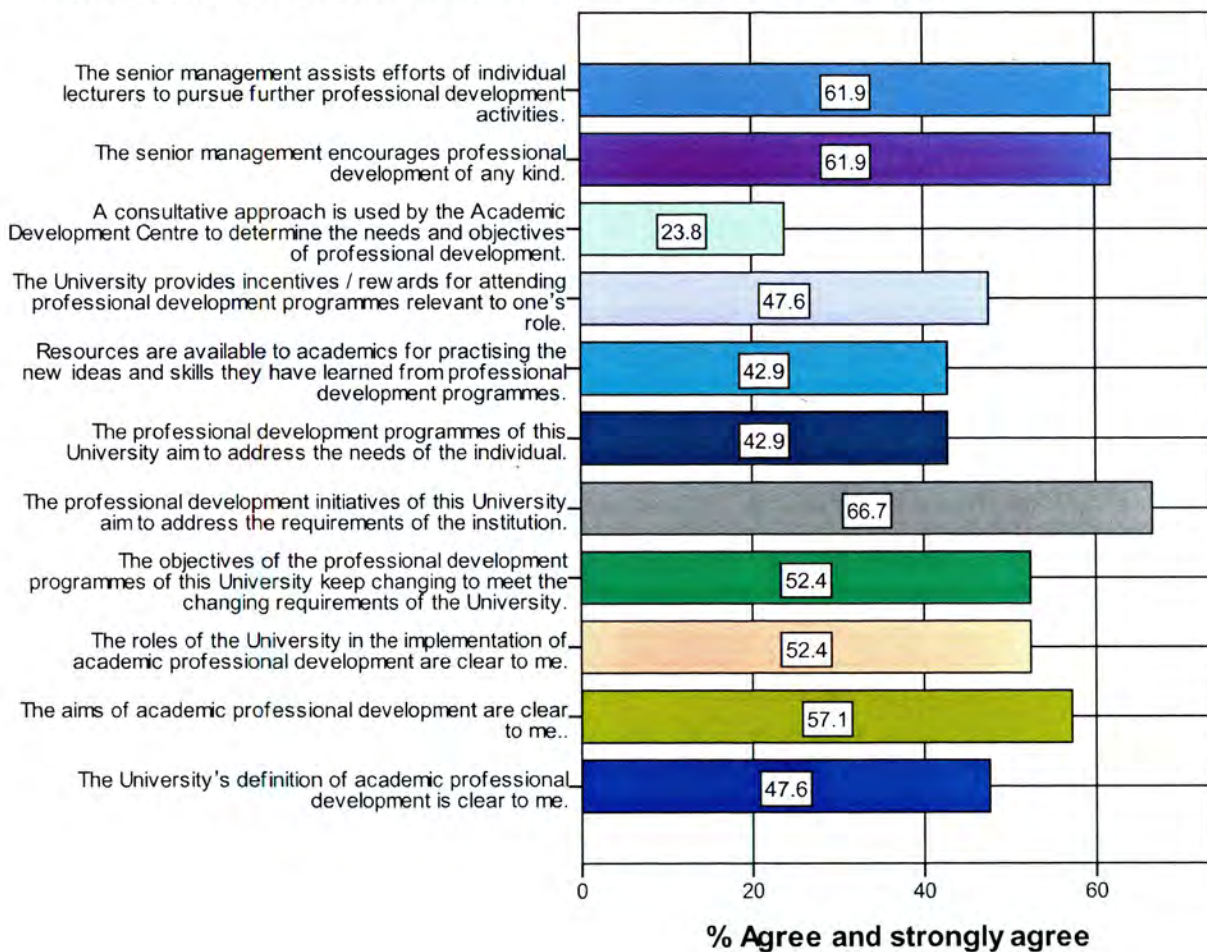 The senior management assists efforts of individual
lecturers to pursue further professional development
activities.
61.9
The senior management encourages professional
development of any kind.
61.9
A consultative approach is used by the Academic
Development Centre to determine the needs and objectives
of professional development.
23.8
The University provides incentives / rewards for attending
professional development programmes relevant to one's
role.
47.6
Resources are available to academics for practising the
new ideas and skills they have learned from professional
development programmes.
42.9
The professional development programmes of this
University aim to address the needs of the individual.
42.9
The professional development initiatives of this University
aim to address the requirements of the institution.
66.7
The objectives of the professional development
programmes of this University keep changing to meet the
changing requirements of the University.
52.4
The roles of the University in the implementation of
academic professional development are clear to me.
52.4
The aims of academic professional development are clear
to me..
57.1
The University's definition of academic professional
development is clear to me.
47.6
0 20 40 60
% Agree and strongly agree